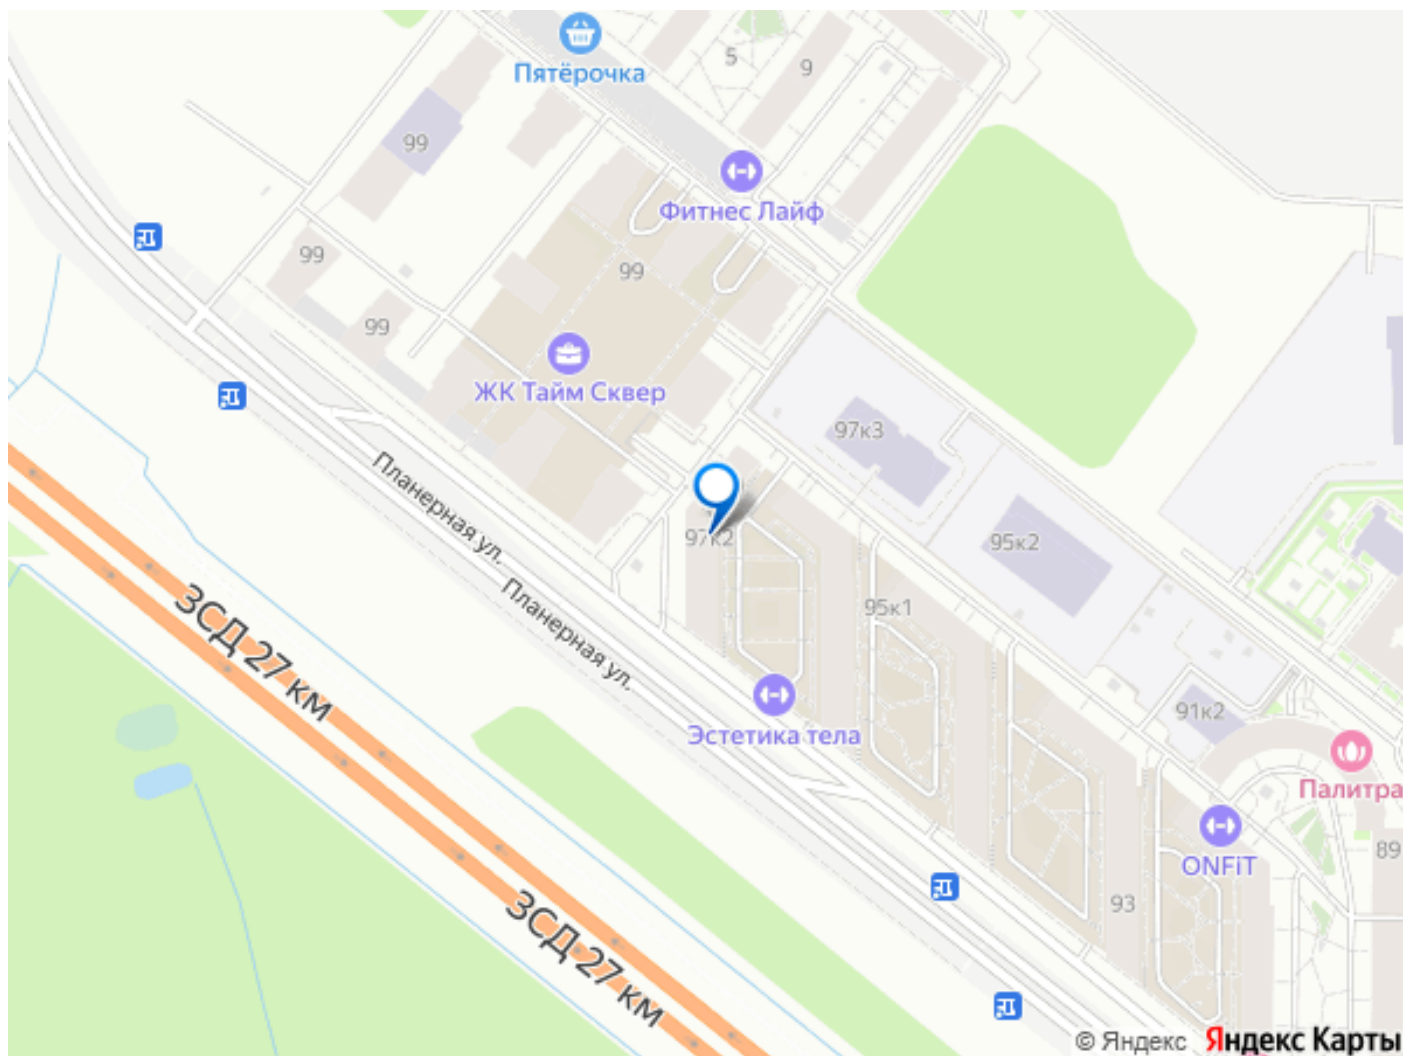 Пятёрочка
5
9
99
Фитнес Лайф
99
99
99
ЖК Тайм Сквер
97к3
Планерная ул.
97к2
95к2
Планерная ул.
95к1
ЗСД 27 км
91к2
Эстетика тела
Палитра
ONFiT
89
93
ЗСД 27 км
© Яндекс Яндекс Карты